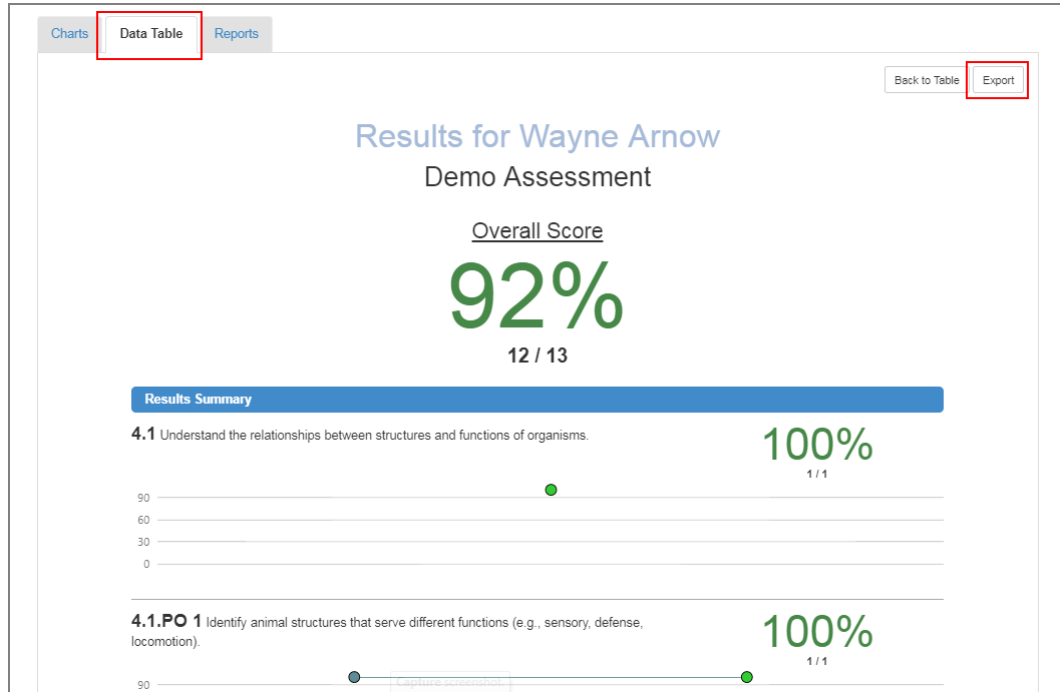 Charts Data Table Reports
Back to Table Export
Results for Wayne Arnow
Demo Assessment
Overall Score
92%
12 / 13
Results Summary
4.1 Understand the relationships between structures and functions of organisms.
100%
1 / 1
90
60
30
0
4.1.PO 1 Identify animal structures that serve different functions (e.g., sensory, defense,
locomotion).
100%
1 / 1
90
Capture screenshot